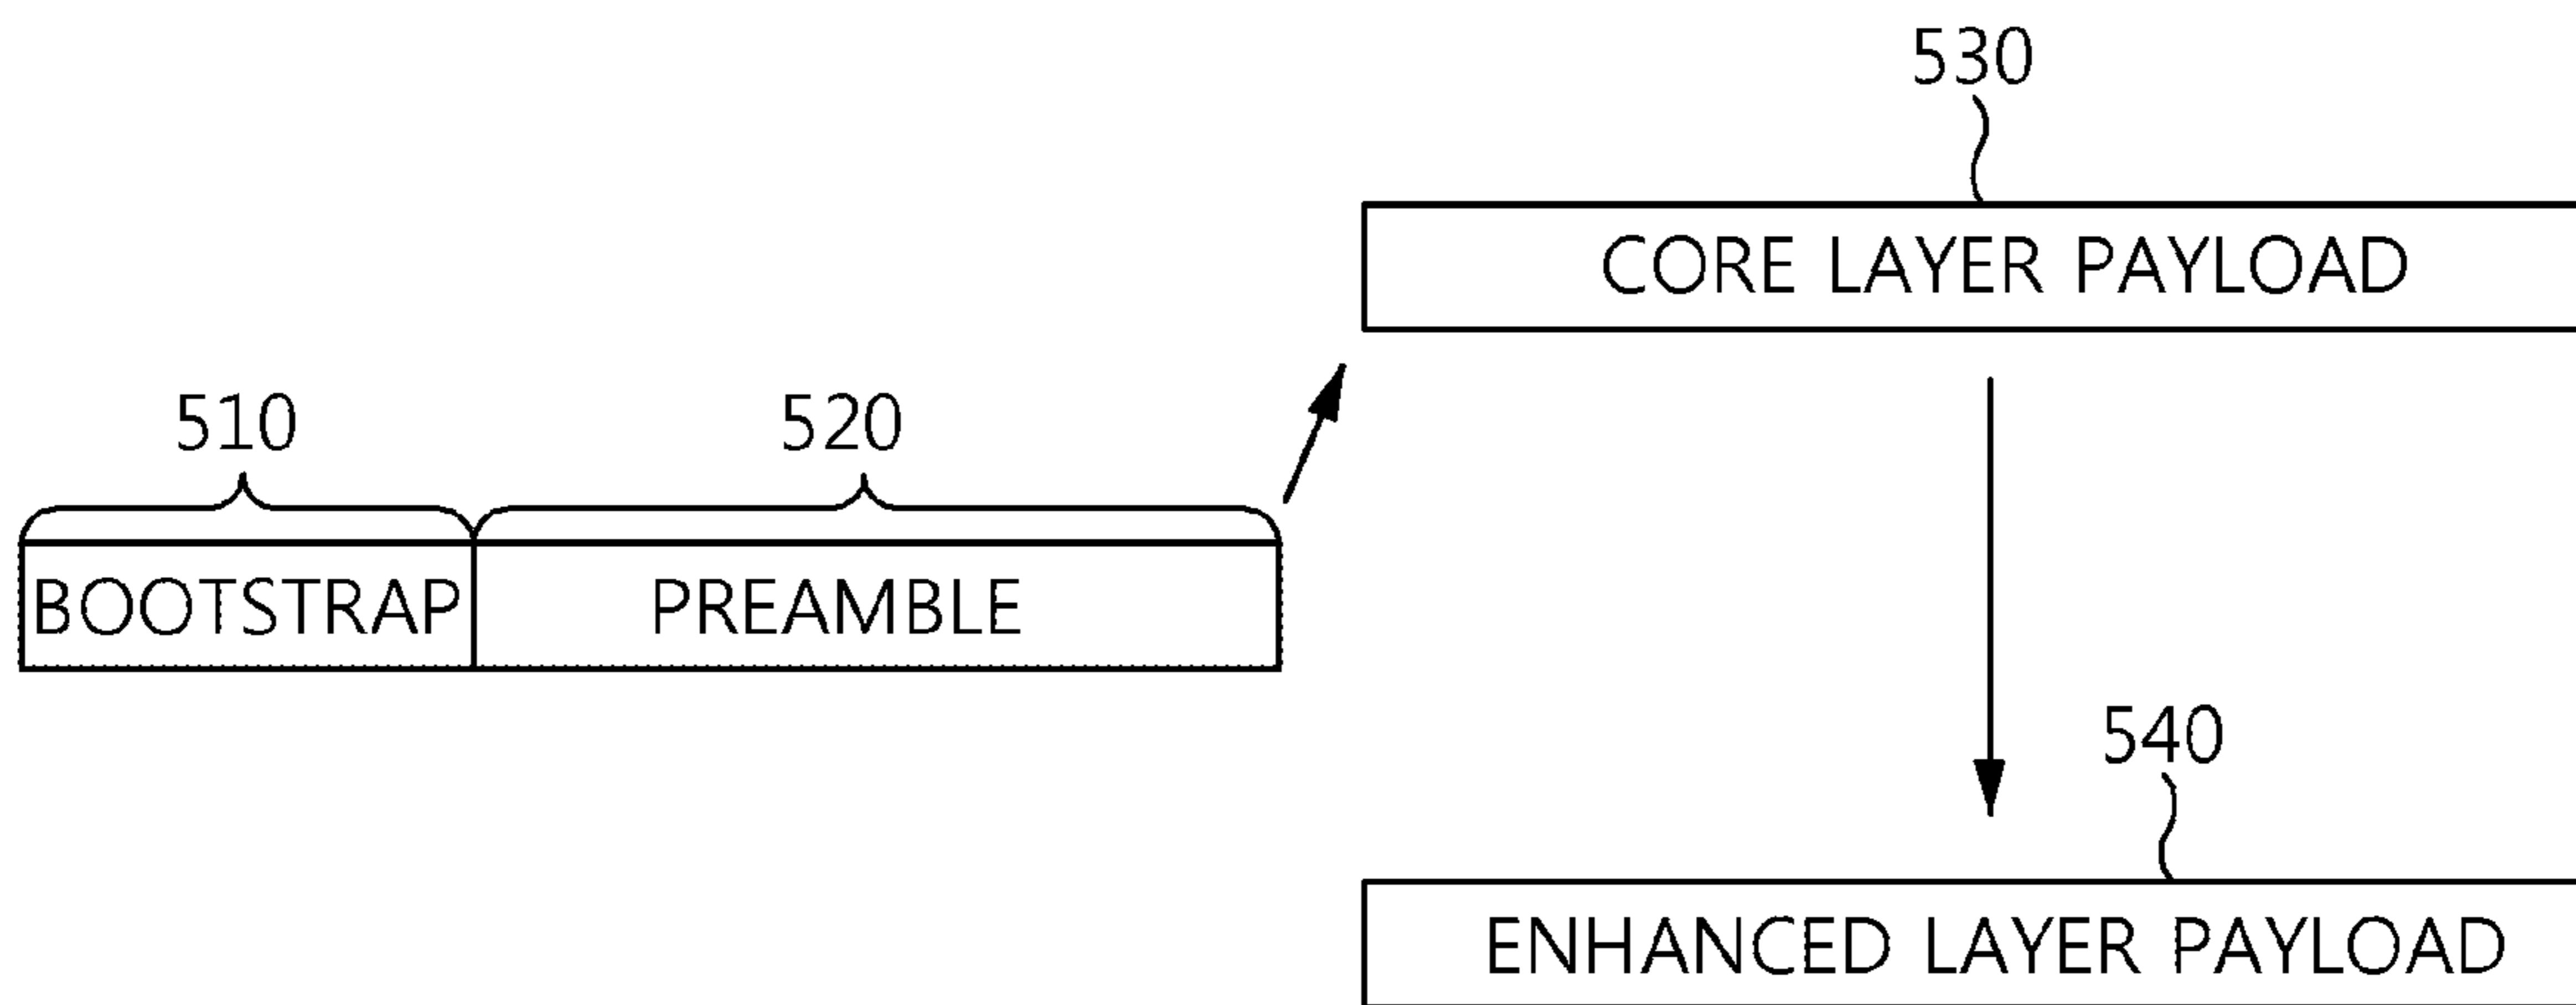 530
CORE LAYER PAYLOAD
510 520
BOOTSTRAP PREAMBLE
540
ENHANCED LAYER PAYLOAD